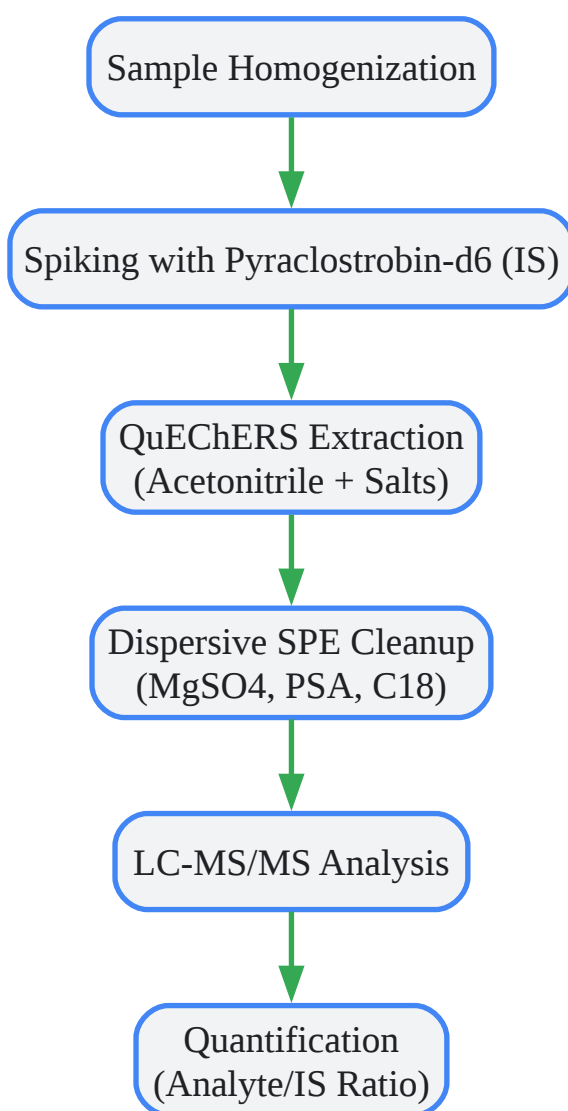 Sample Homogenization
Spiking with Pyraclostrobin-d6 (IS)
QuEChERS Extraction
(Acetonitrile + Salts)
Dispersive SPE Cleanup
(MgSO4, PSA, C18)
LC-MS/MS Analysis
Quantification
(Analyte/IS Ratio)